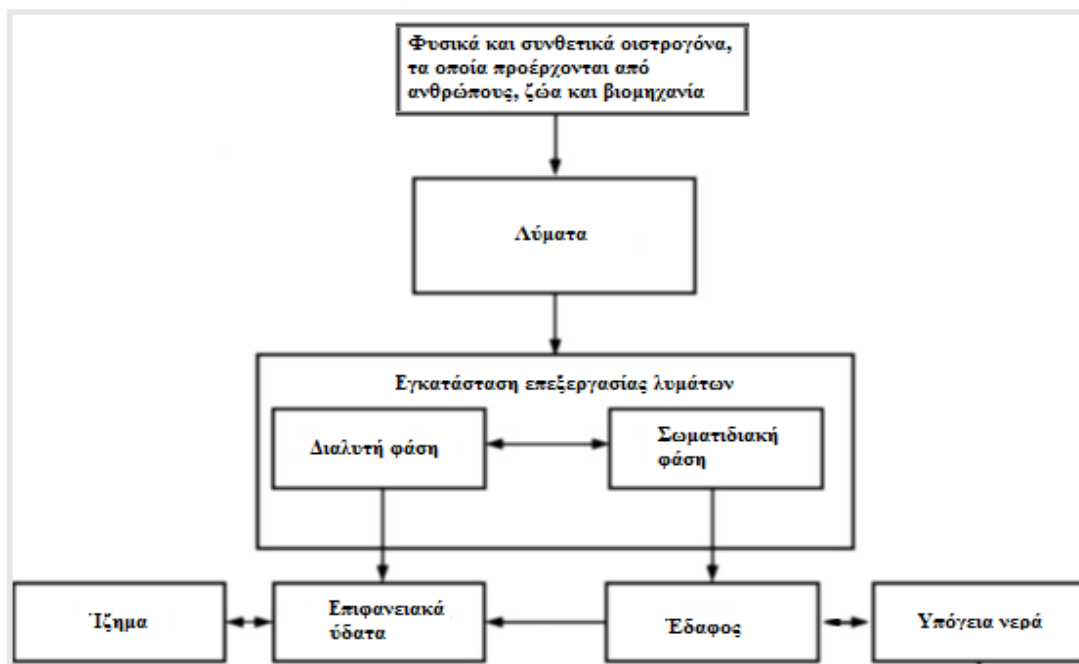 Φυσικά και συνθετικά οιστρογόνα,
τα οποία προέρχονται από
ανθρώπους, ζώα και βιομηχανία
Λύματα
Εγκατάσταση επεξεργασίας λυμάτων
Διαλυτή φάση
Σωματιδιακή
φάση
Ίζημα
Επιφανειακά
ύδατα
Έδαφος
Υπόγεια νερά